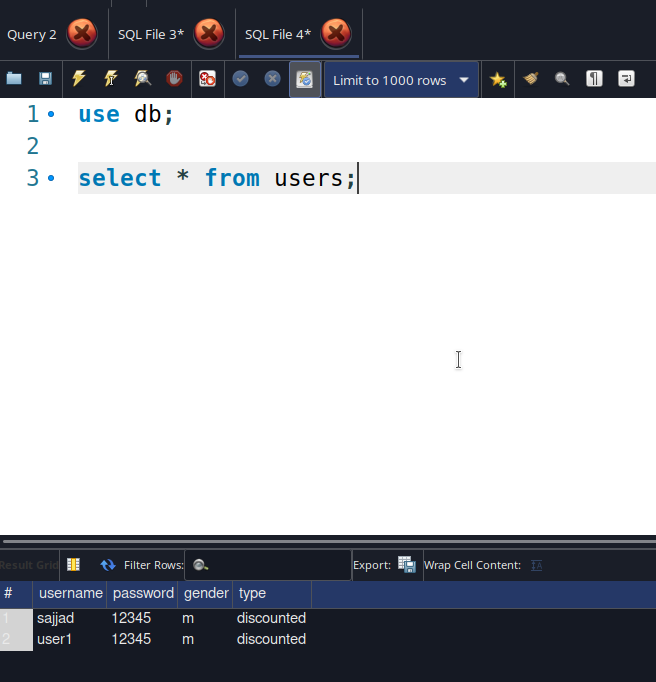 Query 2 SQL File 3* SQL File 4*
Limit to 1000 rows
1 use db;
2
3 select * from users;
Result Grid Filter Rows: Export: Wrap Cell Content:
# username password gender type
1 sajjad 12345 m discounted
2 user1 12345 m discounted